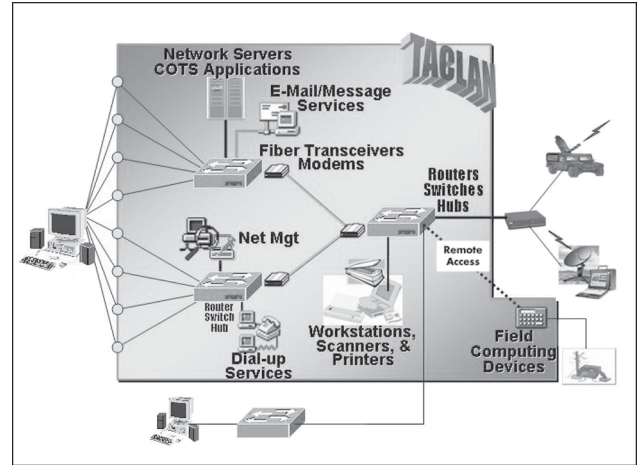 TACLAN
Network Servers
COTS Applications
E-Mail/Message
Services
Fiber Transceivers
Modems
Routers
Switches
Hubs
Net Mgt
Remote
Access
Router
Switch
Hub
Dial-up
Services
Workstations,
Scanners, &
Printers
Field
Computing
Devices